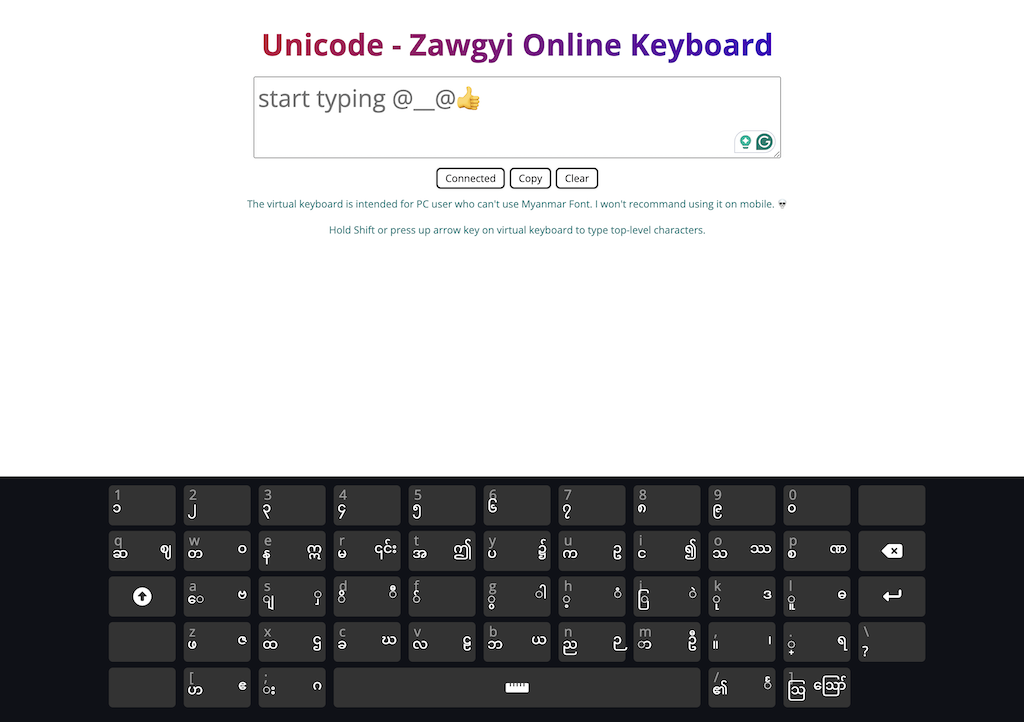 Unicode - Zawgyi Online Keyboard
start typing @__@👍
Connected Copy Clear
The virtual keyboard is intended for PC user who can't use Myanmar Font. I won't recommand using it on mobile. 💀
Hold Shift or press up arrow key on virtual keyboard to type top-level characters.
1 2 3 4 5 6 7 8 9 0
၁ ၂ ၃ ၄ ၅ ၆ ၇ ၈ ၉ ၀
q w e r t y u i o p
ဆ ဈ တ ဝ န ဣ မ ၎င်း အ ဤ ပ ၌ က ဥ င ၍ သ ဿ စ ဏ
a s d f g h j k l
ေ ဗ ျ ှ ိ ီ ် ွ ါ ့ ံ ြ ဲ ု ဒ ူ ဓ
z x c v b n m , . \
ဖ ဇ ထ ဌ ခ ဃ လ ဠ ဘ ယ ည ဉ ဘ ဦ ။ ၊ ရ ?
[ ; / ]
ဟ ဧ း ဂ ၏ ဩ ဪ